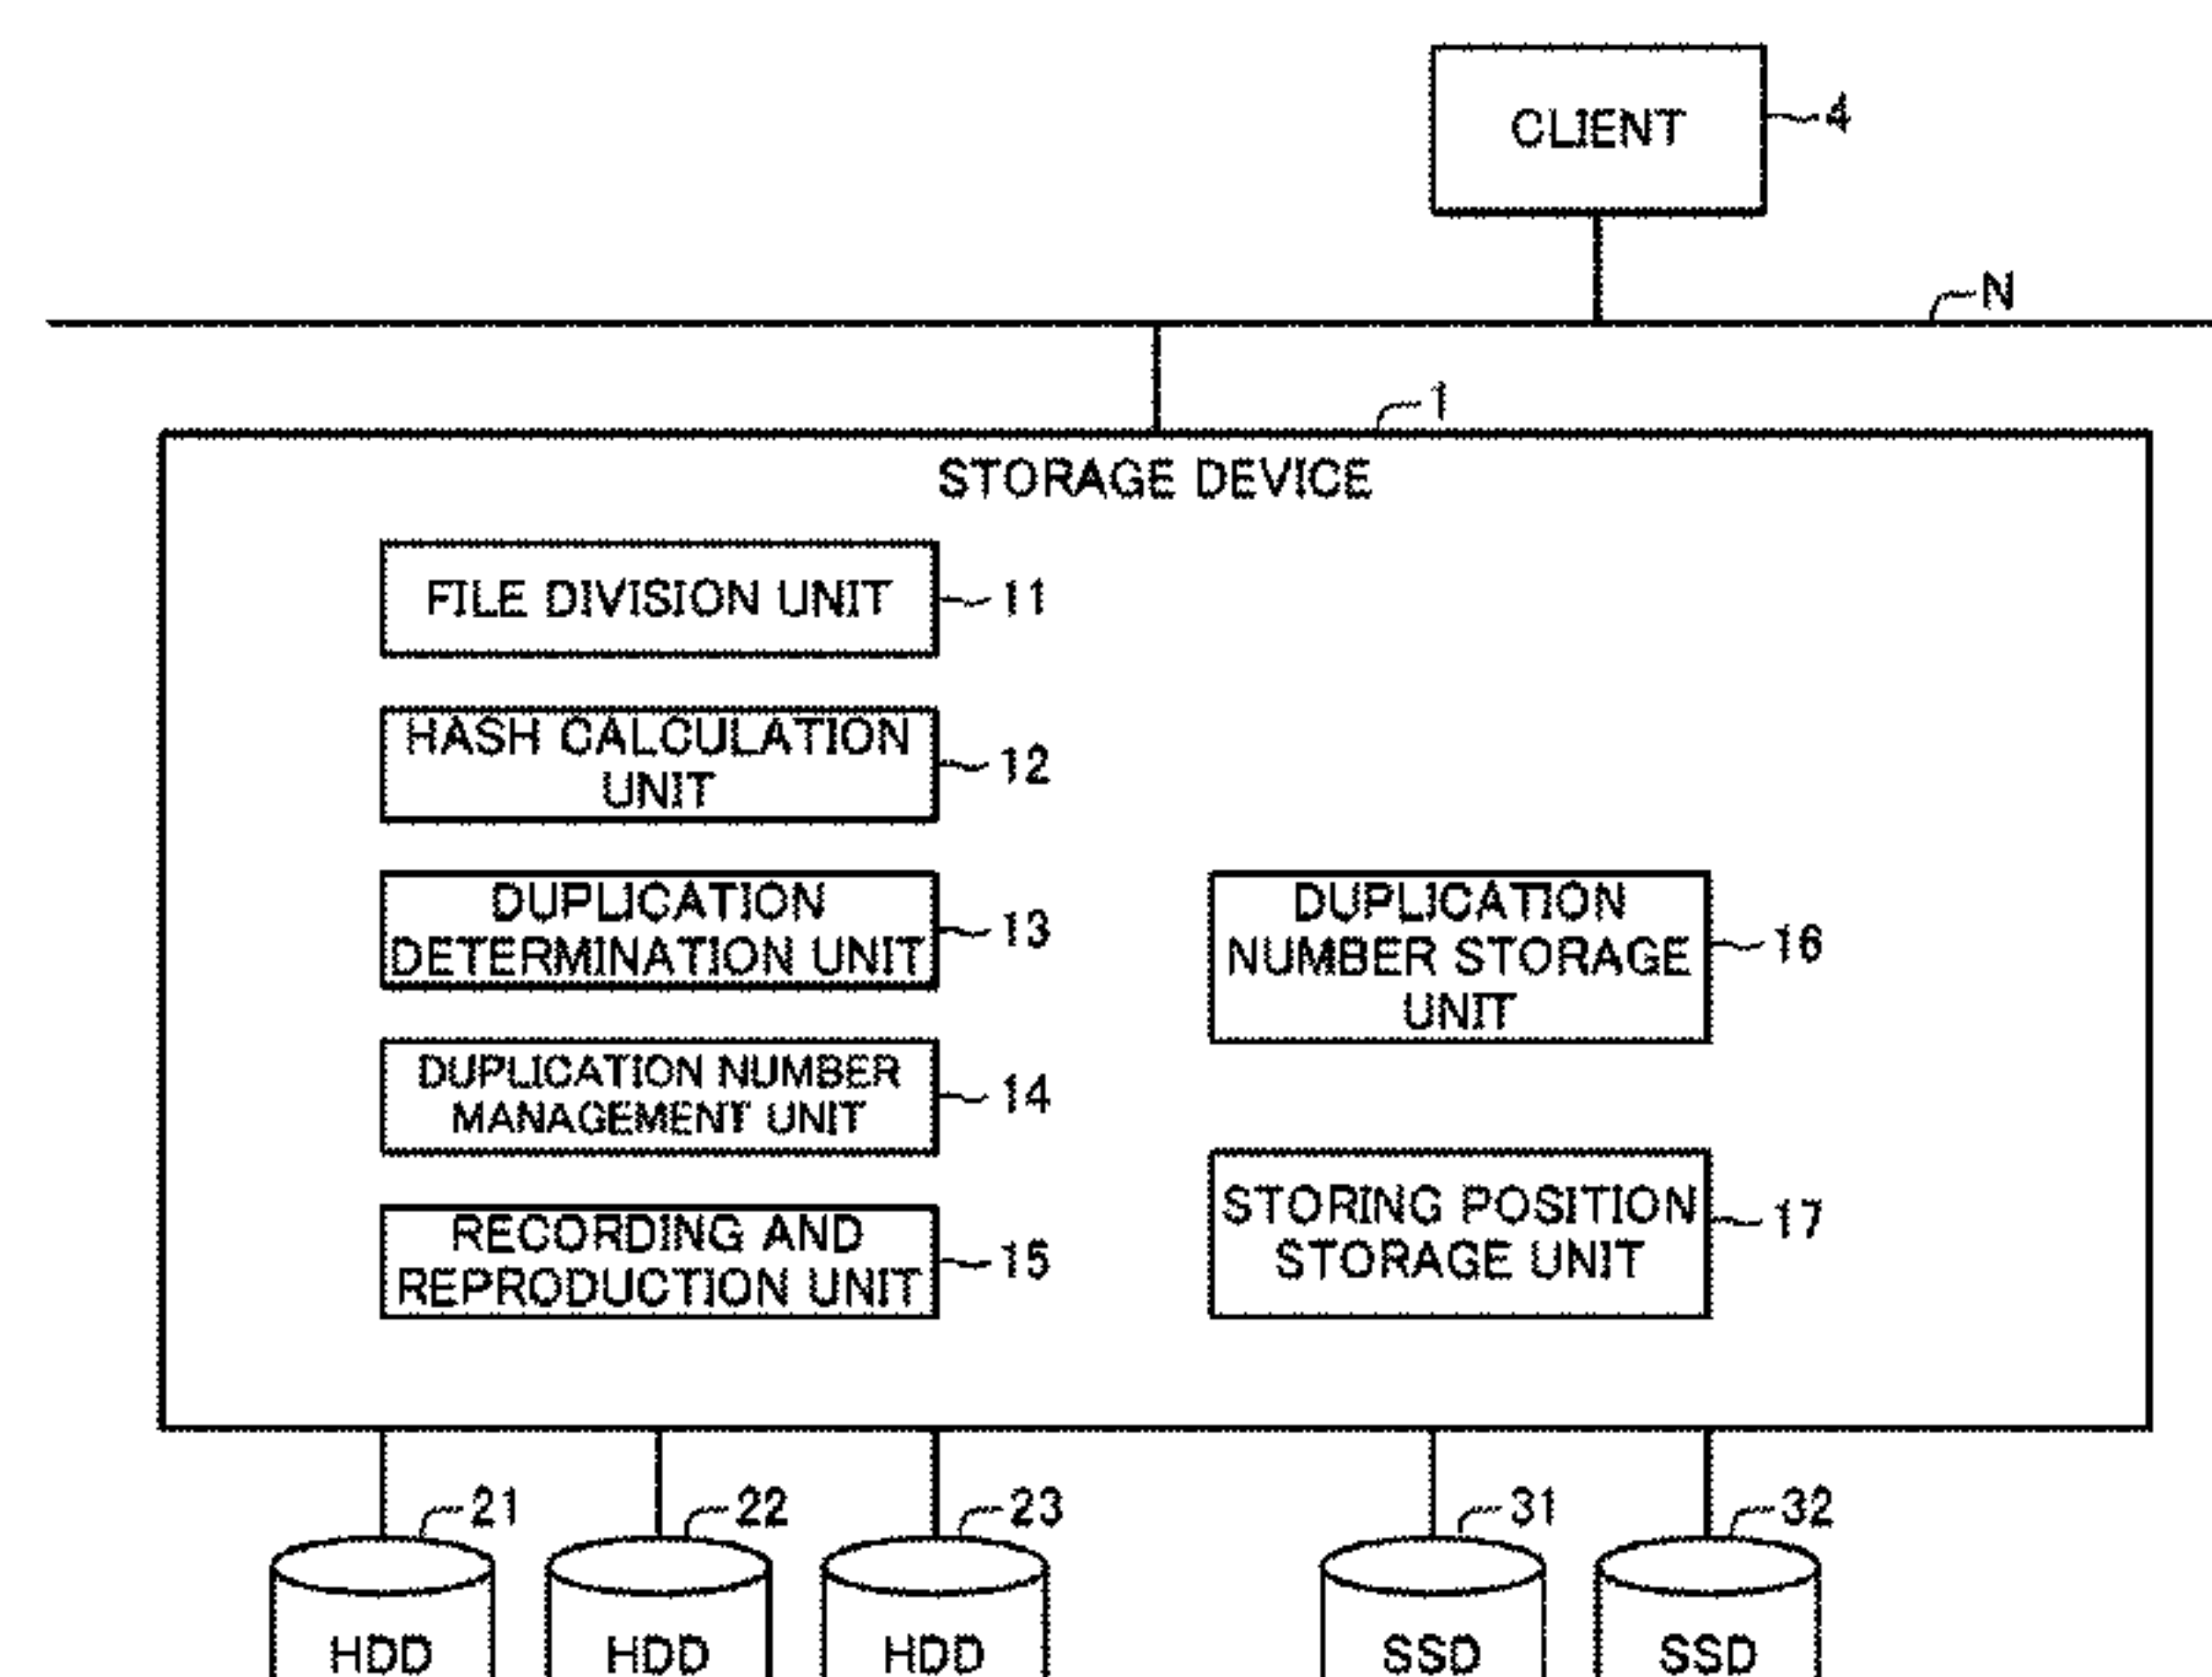 CLIENT
4
N
1
STORAGE DEVICE
FILE DIVISION UNIT
11
HASH CALCULATION
UNIT
12
DUPLICATION
DETERMINATION UNIT
13
DUPLICATION
NUMBER STORAGE
UNIT
16
DUPLICATION NUMBER
MANAGEMENT UNIT
14
STORING POSITION
STORAGE UNIT
17
RECORDING AND
REPRODUCTION UNIT
15
21
22
23
31
32
HDD
HDD
HDD
SSD
SSD